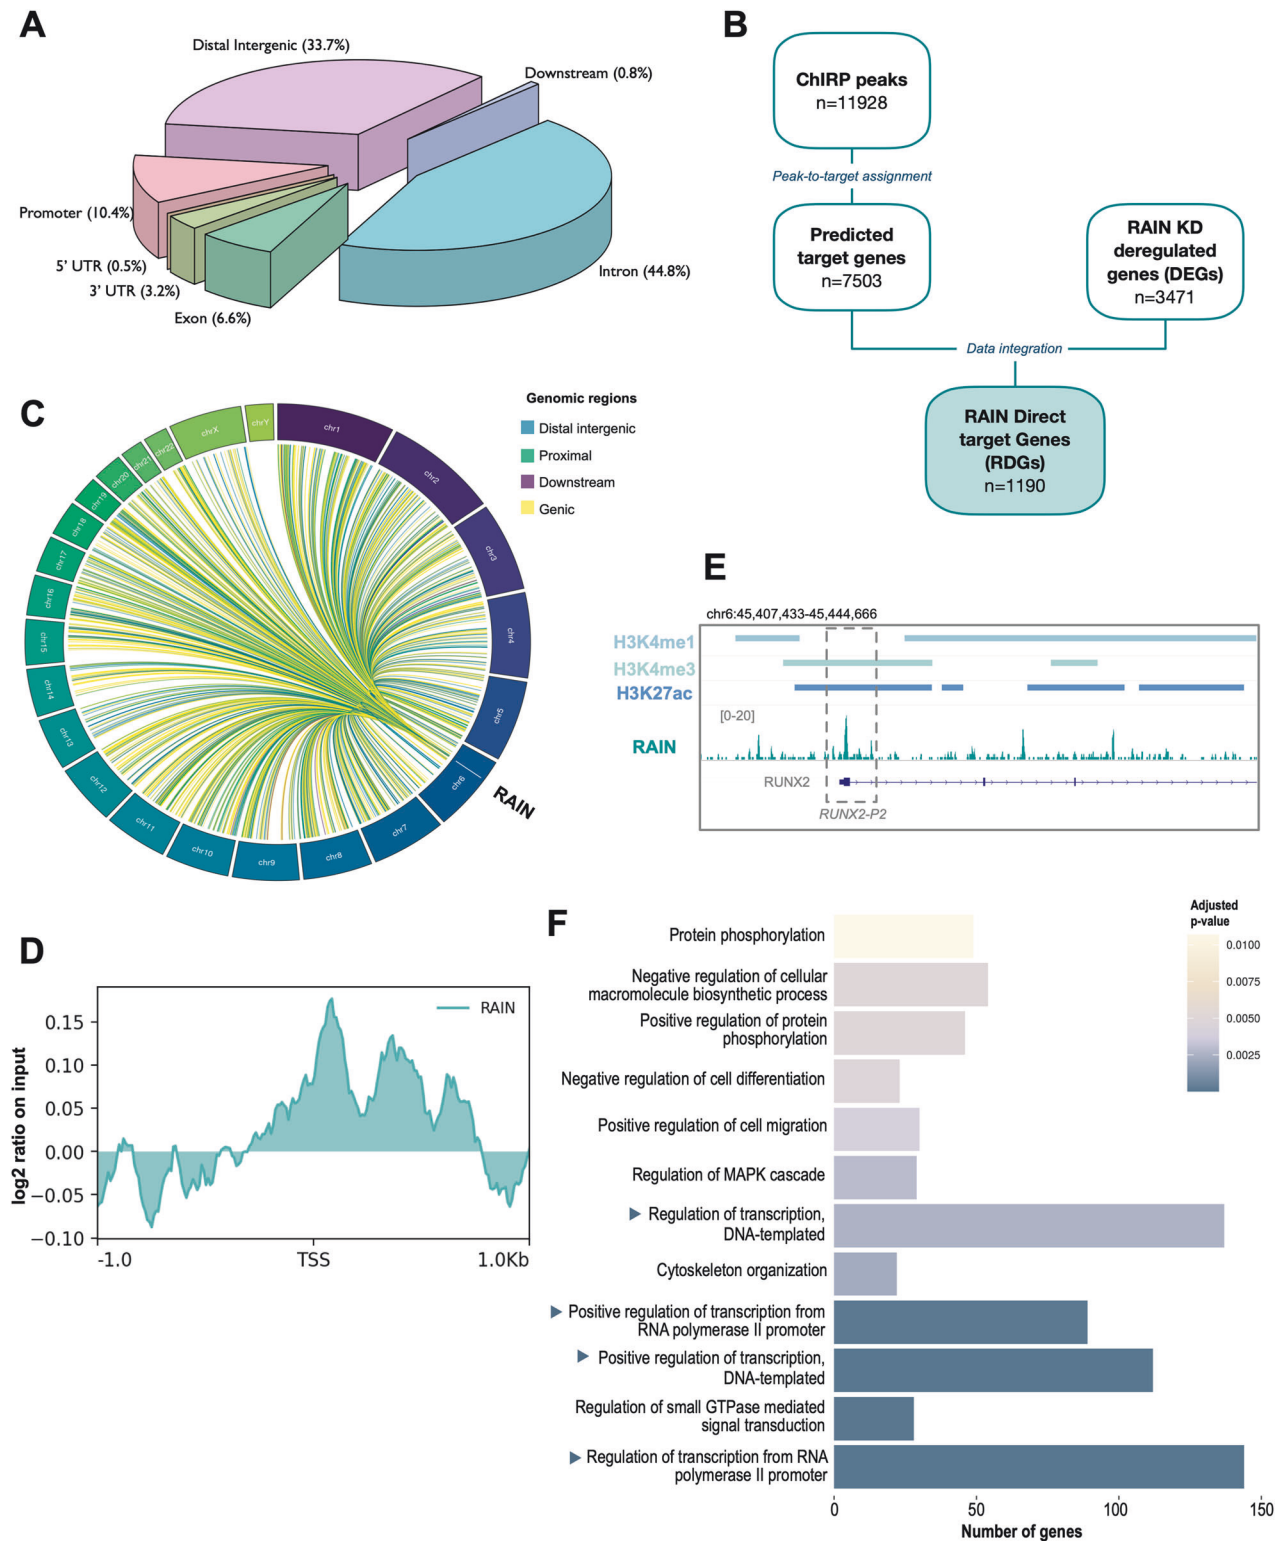 A
Distal Intergenic (33.7%)
Downstream (0.8%)
Promoter (10.4%)
5' UTR (0.5%)
3' UTR (3.2%)
Exon (6.6%)
Intron (44.8%)
B
ChIRP peaks
n=11928
Peak-to-target assignment
Predicted
target genes
n=7503
RAIN KD
deregulated
genes (DEGs)
n=3471
Data integration
RAIN Direct
target Genes
(RDGs)
n=1190
C
Genomic regions
Distal intergenic
Proximal
Downstream
Genic
chr1
chr2
chr3
chr4
chr5
chr6
RAIN
chr7
chr8
chr9
chr10
chr11
chr12
chr13
chr14
chr15
chr16
chr17
chr18
chr19
chr20
chr21
chr22
chrX
chrY
E
chr6:45,407,433-45,444,666
H3K4me1
H3K4me3
H3K27ac
[0-20]
RAIN
RUNX2
RUNX2-P2
D
RAIN
log2 ratio on input
0.15
0.10
0.05
0.00
−0.05
−0.10
-1.0
TSS
1.0Kb
F
Adjusted
p-value
0.0100
0.0075
0.0050
0.0025
Protein phosphorylation
Negative regulation of cellular
macromolecule biosynthetic process
Positive regulation of protein
phosphorylation
Negative regulation of cell differentiation
Positive regulation of cell migration
Regulation of MAPK cascade
Regulation of transcription,
DNA-templated
Cytoskeleton organization
Positive regulation of transcription from
RNA polymerase II promoter
Positive regulation of transcription,
DNA-templated
Regulation of small GTPase mediated
signal transduction
Regulation of transcription from RNA
polymerase II promoter
0
50
100
150
Number of genes